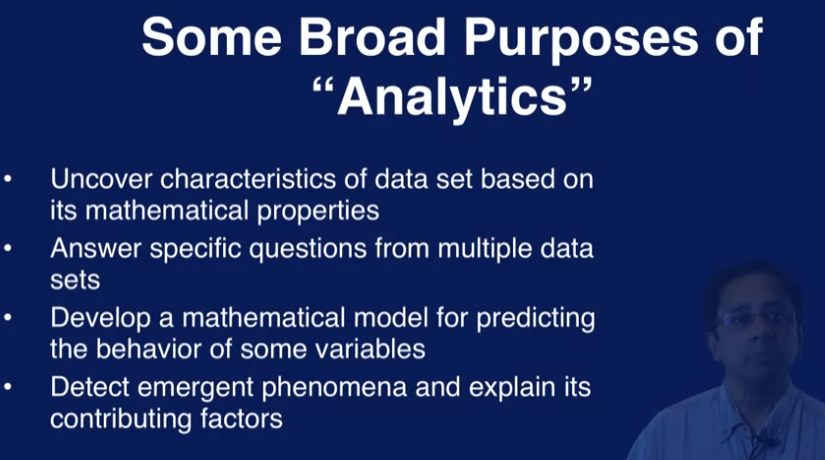 Some Broad Purposes of
“Analytics”
• Uncover characteristics of data set based on
its mathematical properties
• Answer specific questions from multiple data
sets
• Develop a mathematical model for predicting
the behavior of some variables
• Detect emergent phenomena and explain its
contributing factors